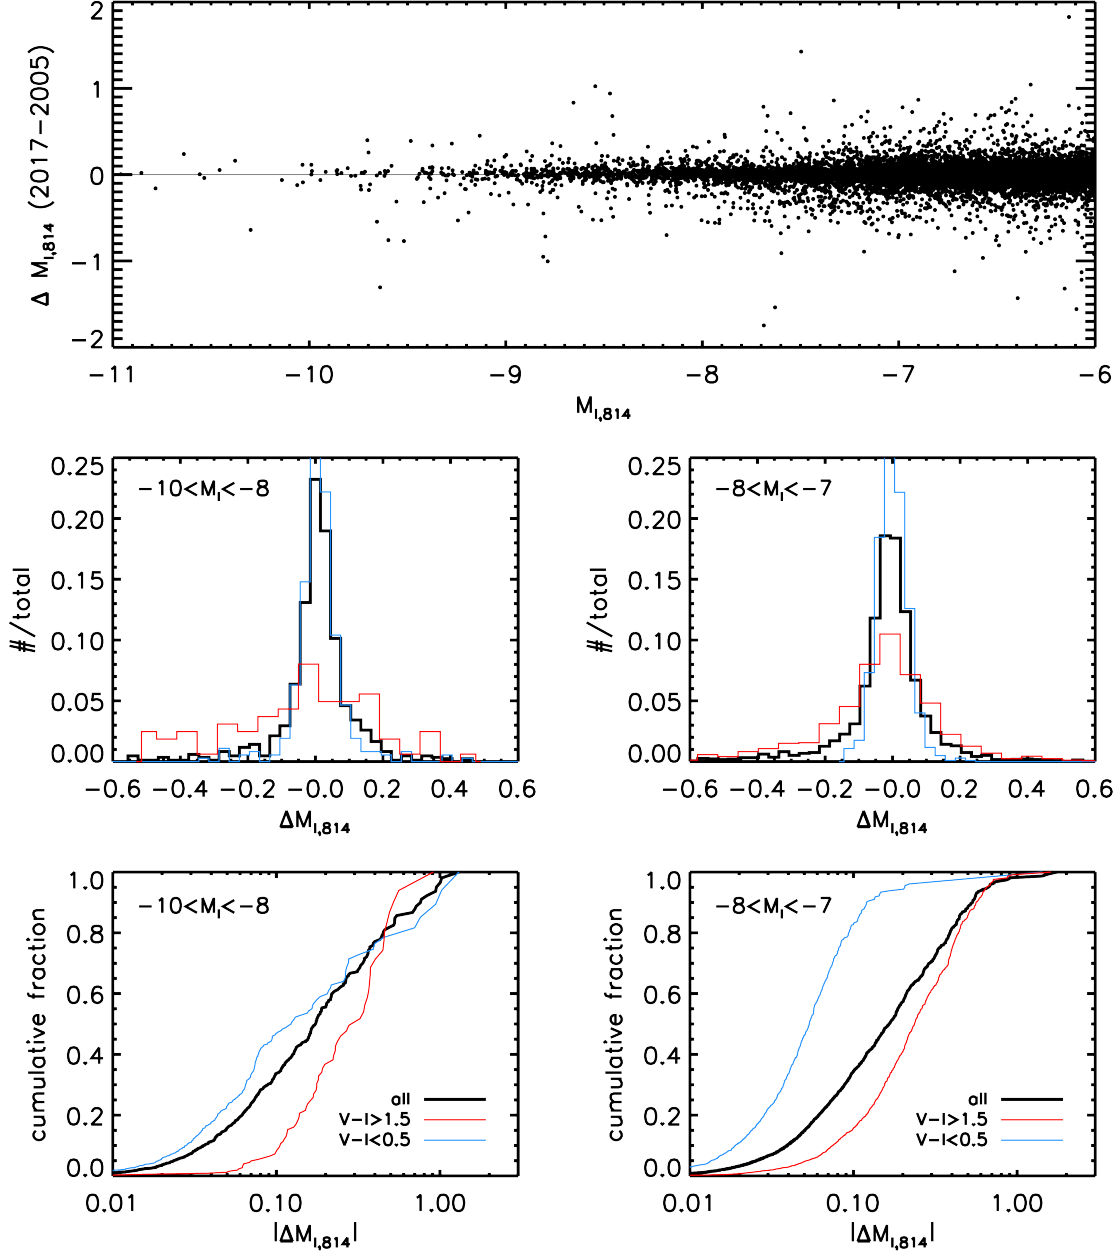 2
1
0
−1
−2
Δ M_I,814 (2017−2005)
−11 −10 −9 −8 −7 −6
M_I,814
0.25
0.20
0.15
0.10
0.05
0.00
#/total
−10<M_I<−8
−0.6 −0.4 −0.2 −0.0 0.2 0.4 0.6
ΔM_I,814
0.25
0.20
0.15
0.10
0.05
0.00
#/total
−8<M_I<−7
−0.6 −0.4 −0.2 −0.0 0.2 0.4 0.6
ΔM_I,814
1.0
0.8
0.6
0.4
0.2
0.0
cumulative fraction
−10<M_I<−8
all
V−I>1.5
V−I<0.5
0.01 0.10 1.00
|ΔM_I,814|
1.0
0.8
0.6
0.4
0.2
0.0
cumulative fraction
−8<M_I<−7
all
V−I>1.5
V−I<0.5
0.01 0.10 1.00
|ΔM_I,814|